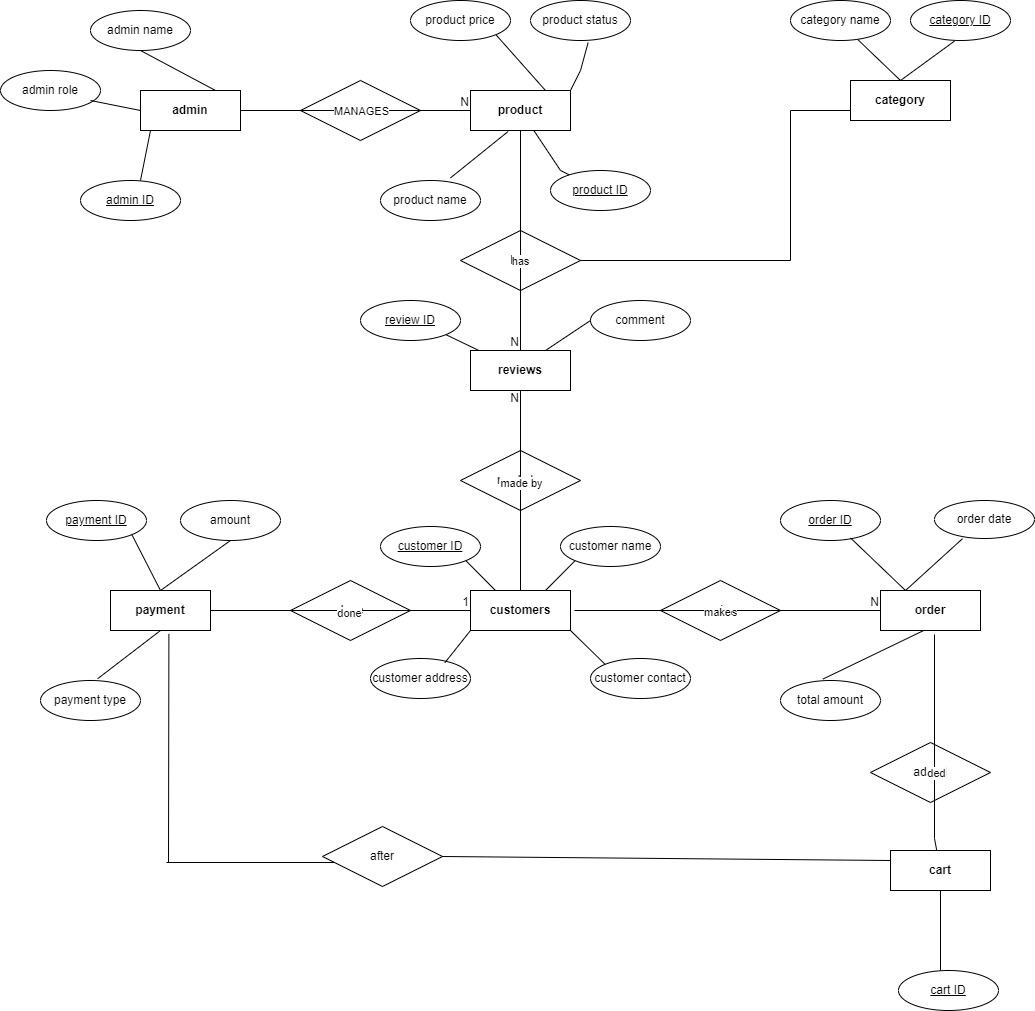 product price
product status
category name
category ID
admin name
admin role
admin
MANAGES
N
product
category
admin ID
product name
product ID
has
review ID
comment
N
reviews
N
made by
payment ID
amount
customer ID
customer name
order ID
order date
payment
done
1
customers
makes
N
order
payment type
customer address
customer contact
total amount
added
after
cart
cart ID